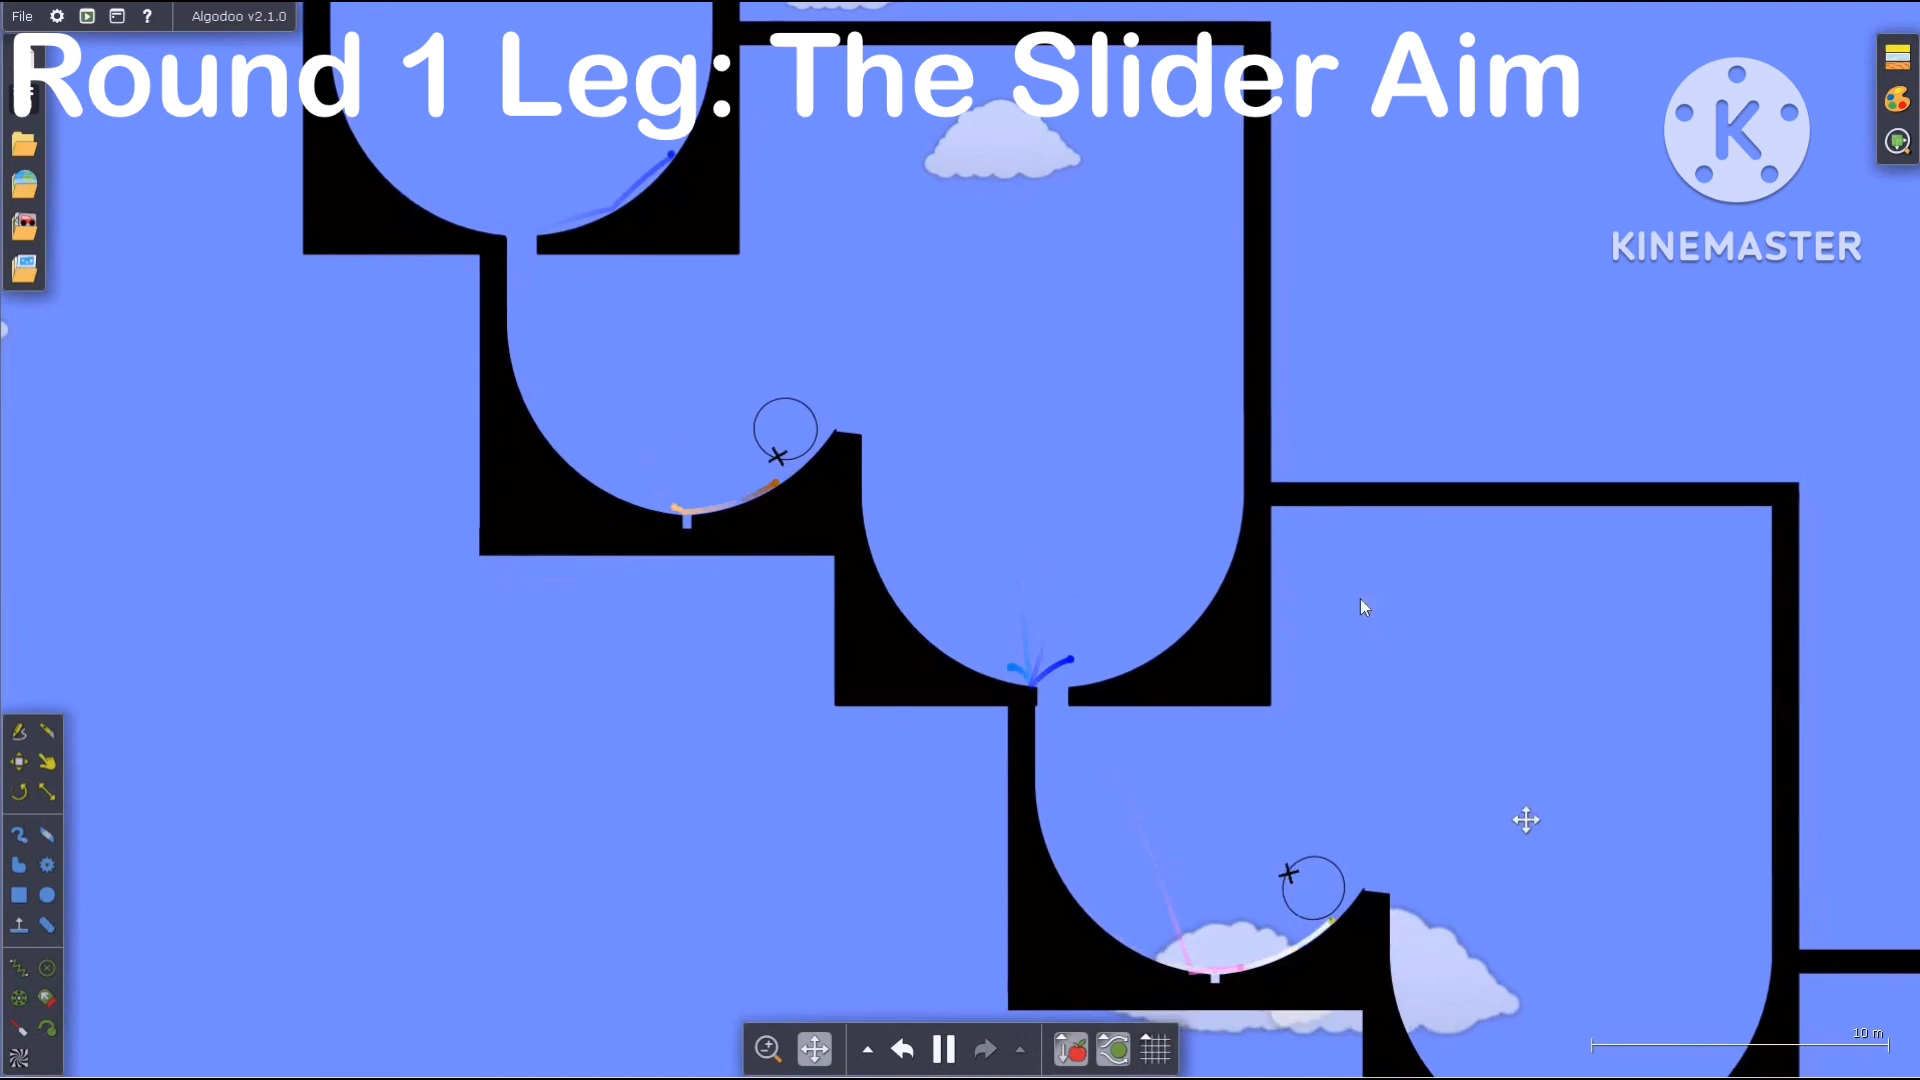 File ? Algodoo v2.1.0
Round 1 Leg: The Slider Aim
K
KINEMASTER
10 m